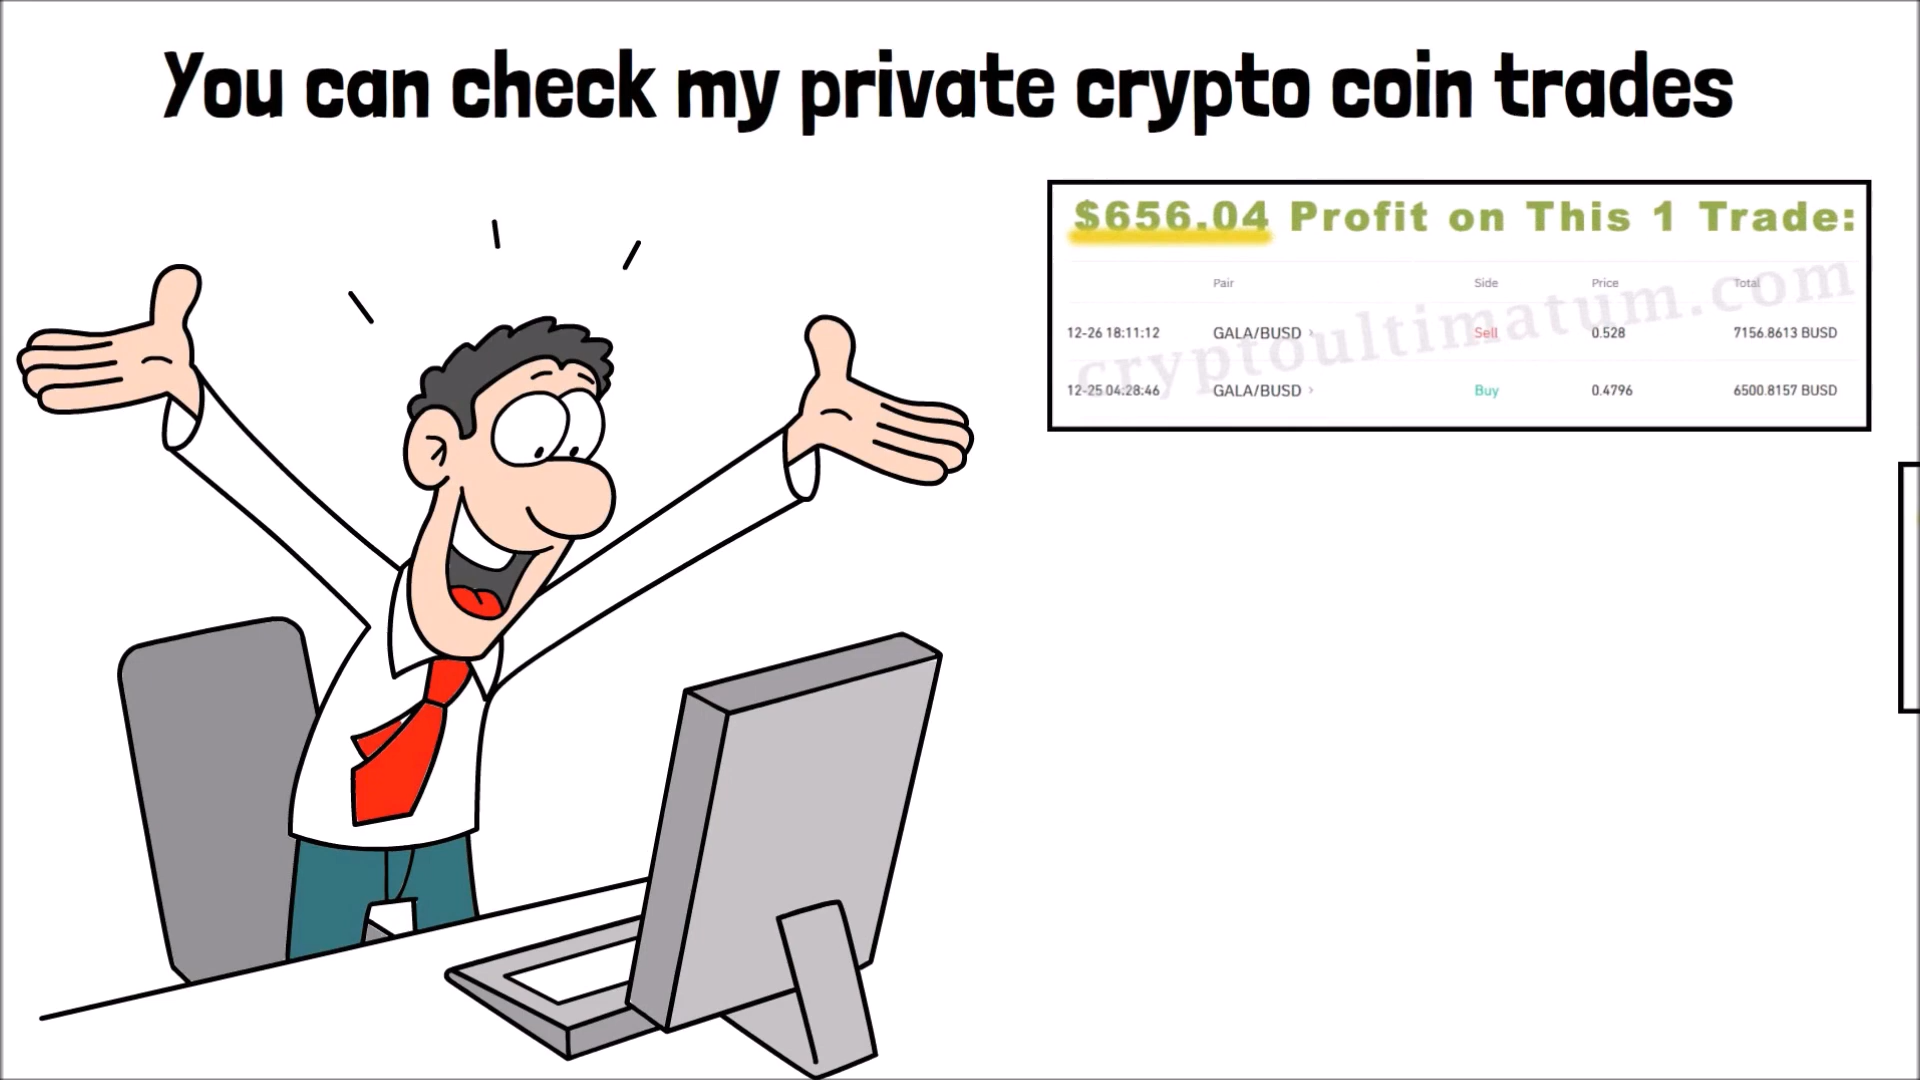 You can check my private crypto coin trades
$656.04 Profit on This 1 Trade:
Pair Side Price Total
12-26 18:11:12 GALA/BUSD › Sell 0.528 7156.8613 BUSD
12-25 04:28:46 GALA/BUSD › Buy 0.4796 6500.8157 BUSD
cryptoultimatum.com